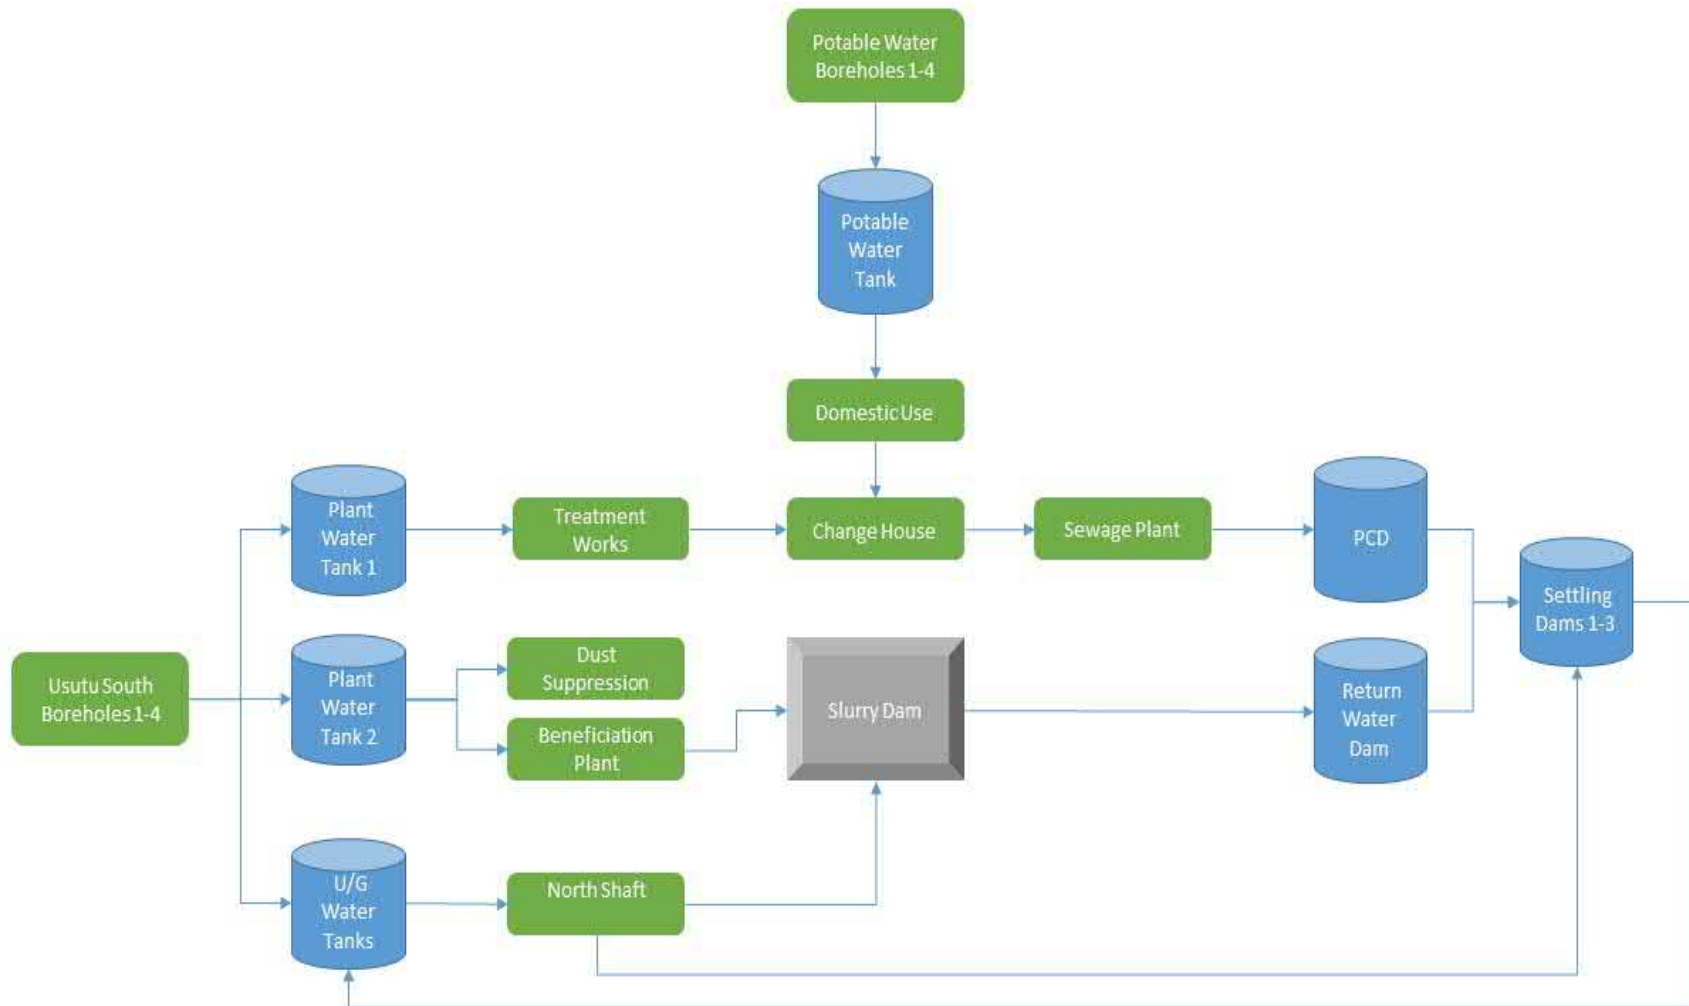 Potable Water
Boreholes 1-4
Potable
Water
Tank
Domestic Use
Plant
Water
Tank 1
Treatment
Works
Change House
Sewage Plant
PCD
Settling
Dams 1-3
Usutu South
Boreholes 1-4
Plant
Water
Tank 2
Dust
Suppression
Beneficiation
Plant
Slurry Dam
Return
Water
Dam
U/G
Water
Tanks
North Shaft